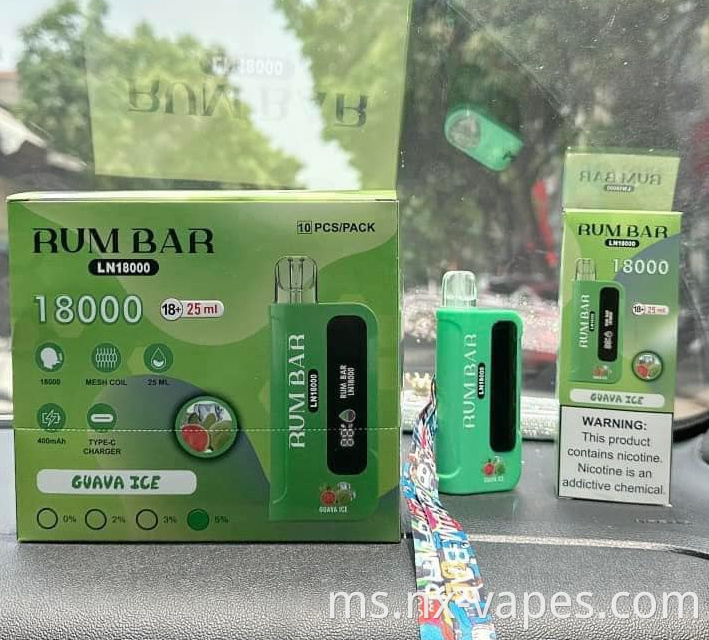 RUM BAR
LN18000
10 PCS/PACK
18000
18+ 25 ml
18000
MESH COIL
25 ML
400mAh
TYPE-C
CHARGER
GUAVA ICE
0% 2% 3% 5%
RUM BAR
LN18000
88
RUM BAR
LN18000
GUAVA ICE
RUM BAR
LN18000
GUAVA ICE
RUM BAR
LN18000
18000
18+ 25 ml
RUM BAR
GUAVA ICE
WARNING:
This product
contains nicotine.
Nicotine is an
addictive chemical.
ms.nx-vapes.com